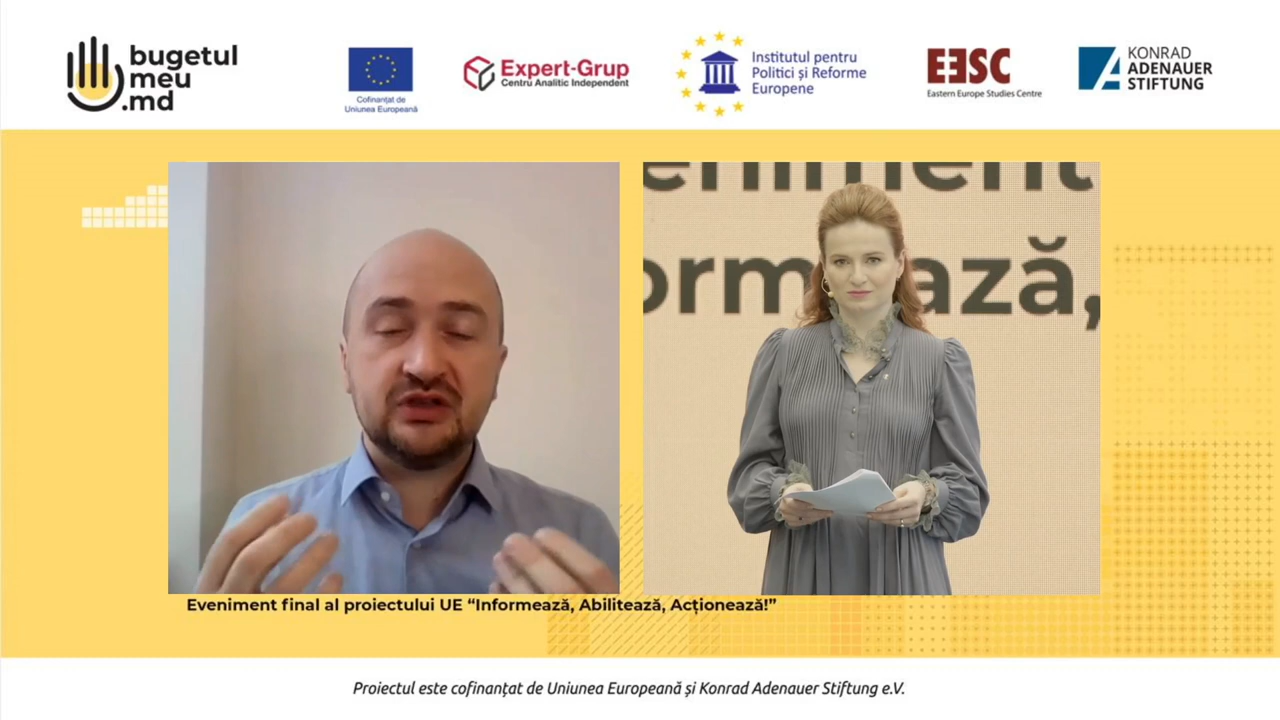 bugetul
meu
.md
Cofinanțat de
Uniunea Europeană
Expert-Grup
Centru Analitic Independent
Institutul pentru
Politici și Reforme
Europene
EESC
Eastern Europe Studies Centre
KONRAD
ADENAUER
STIFTUNG
eniment
ormează,
Eveniment final al proiectului UE “Informează, Abilitează, Acționează!”
Proiectul este cofinanțat de Uniunea Europeană și Konrad Adenauer Stiftung e.V.